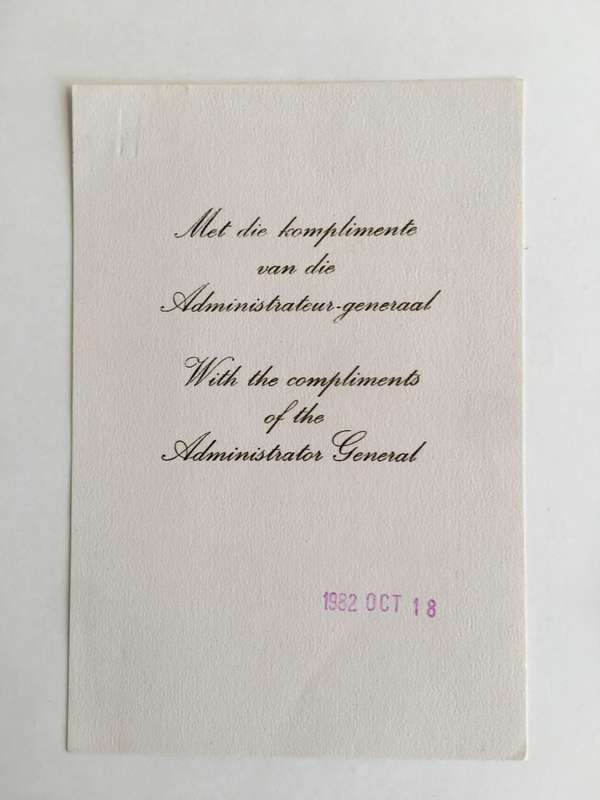 Met die komplimente
van die
Administrateur-generaal
With the compliments
of the
Administrator General
1982 OCT 18